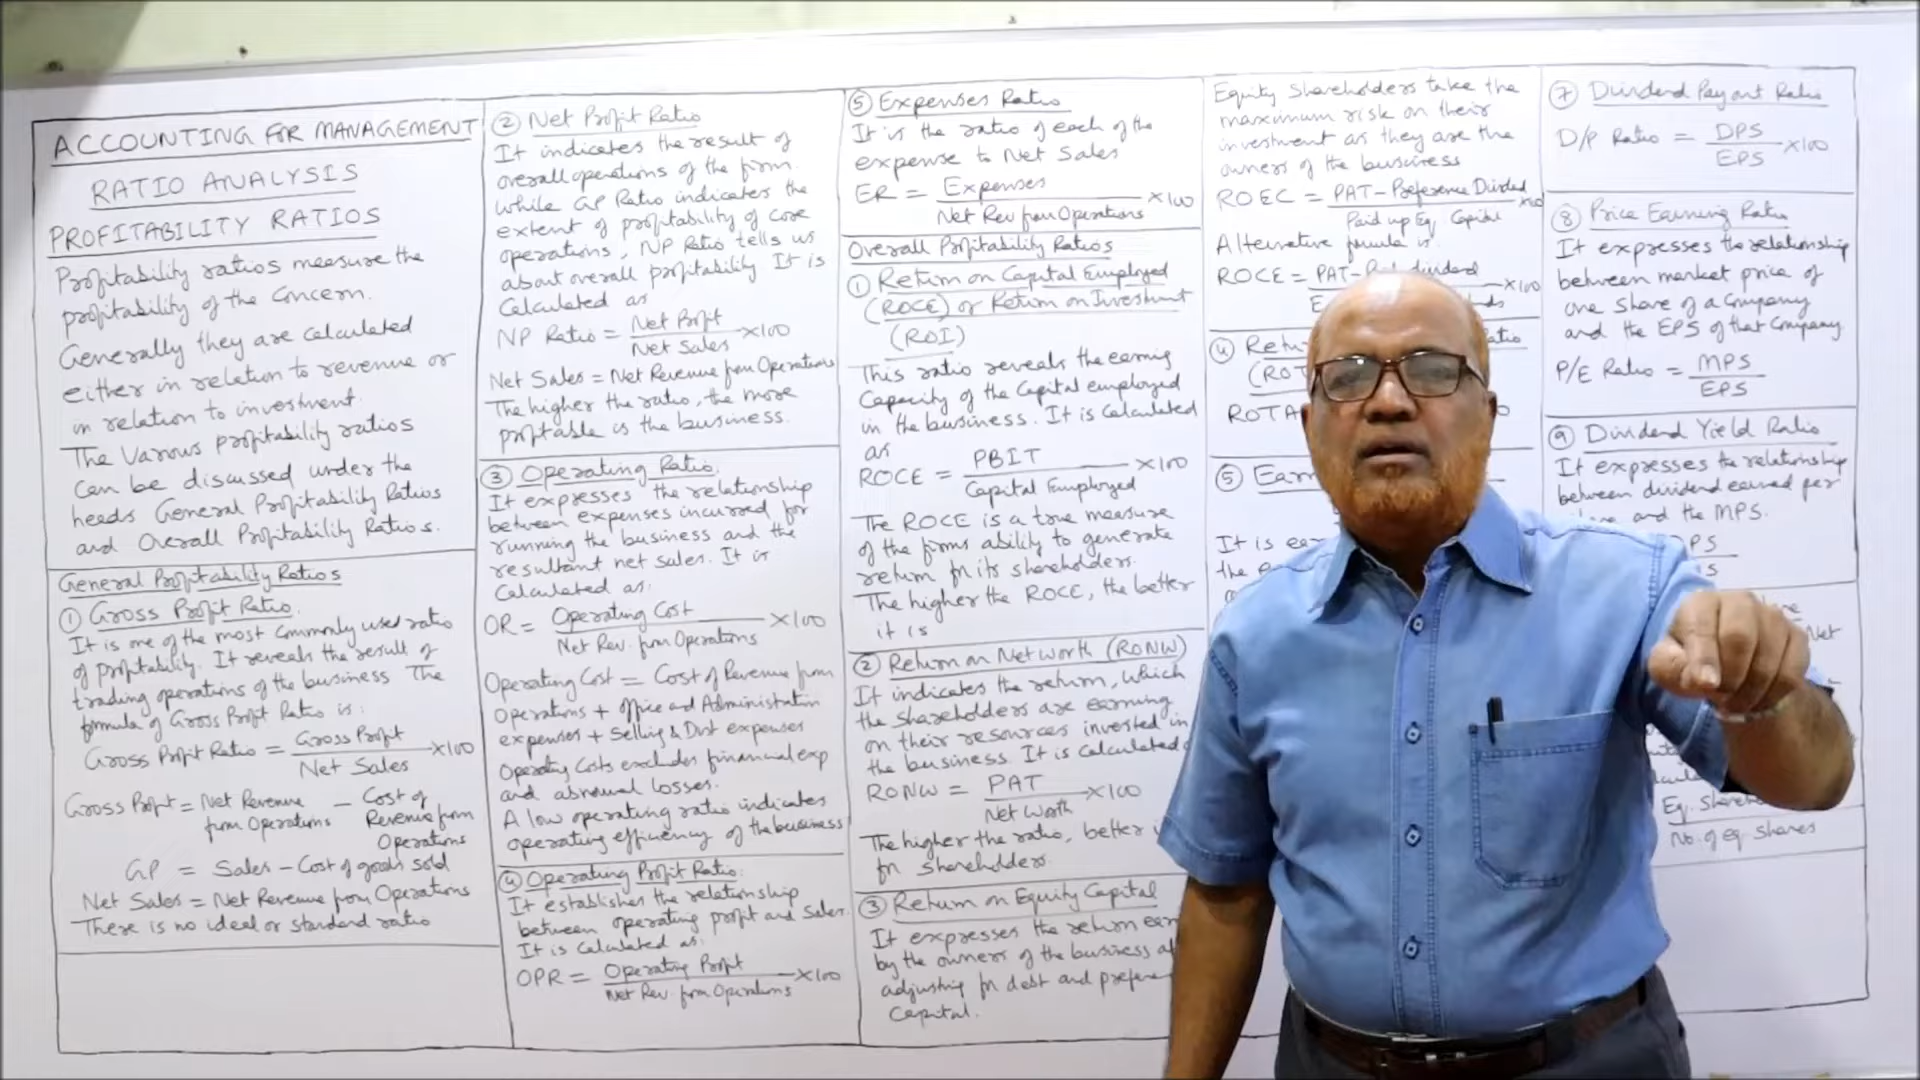 ACCOUNTING FOR MANAGEMENT
RATIO ANALYSIS
PROFITABILITY RATIOS
Profitability ratios measure the
profitability of the concern.
Generally they are calculated
either in relation to revenue or
in relation to investment.
The Various profitability ratios
can be discussed under the
heads General Profitability Ratios
and Overall Profitability Ratios.
General Profitability Ratios
① Gross Profit Ratio.
It is one of the most commonly used ratio
of profitability. It reveals the result of
trading operations of the business The
formula of Gross Profit Ratio is:
Gross Profit Ratio = Gross Profit / Net Sales ×100
Gross Profit = Net Revenue from Operations − Cost of Revenue from Operations
GP = Sales − Cost of goods sold
Net Sales = Net Revenue from Operations
There is no ideal or standard ratio
② Net Profit Ratio
It indicates the result of
overall operations of the firm.
While GP Ratio indicates the
extent of profitability of core
operations, NP Ratio tells us
about overall profitability It is
Calculated as
NP Ratio = Net Profit / Net Sales ×100
Net Sales = Net Revenue from Operations
The higher the ratio, the more
profitable is the business.
③ Operating Ratio.
It expresses the relationship
between expenses incurred for
running the business and the
resultant net sales. It is
Calculated as:
OR = Operating Cost / Net Rev. from Operations ×100
Operating Cost = Cost of Revenue from
Operations + office and Administration
expenses + Selling & Dist expenses
Operating Costs excludes financial exp
and abnormal losses.
A low operating ratio indicates
operating efficiency of the business
④ Operating Profit Ratio:
It establishes the relationship
between operating profit and Sales.
It is calculated as:
OPR = Operating Profit / Net Rev. from Operations ×100
⑤ Expenses Ratio
It is the ratio of each of the
expense to Net Sales
ER = Expenses / Net Rev from Operations ×100
Overall Profitability Ratios
① Return on Capital Employed
(ROCE) or Return on Investment
(ROI)
This ratio reveals the earning
Capacity of the Capital employed
in the business. It is calculated
as
ROCE = PBIT / Capital Employed ×100
The ROCE is a true measure
of the firms ability to generate
return for its shareholders.
The higher the ROCE, the better
it is
② Return on Net Worth (RONW)
It indicates the return, which
the shareholders are earning
on their resources invested in
the business. It is calculated
RONW = PAT / Net Worth ×100
The higher the ratio, better
for shareholders.
③ Return on Equity Capital
It expresses the return
by the owners of the business
adjusting for debt and
Capital.
Equity Shareholders take the
maximum risk on their
investment as they are the
owners of the business
ROEC = PAT − Preference Dividend / Paid up Eq. Capital
Alternative formula is
ROCE = PAT − dividend ×100
④
ROTA
⑤
It is
⑦ Dividend Payout Ratio
D/P Ratio = DPS / EPS ×100
⑧ Price Earning Ratio
It expresses the relationship
between market price of
one share of a Company
and the EPS of that Company
P/E Ratio = MPS / EPS
⑨ Dividend Yield Ratio
It expresses the relationship
between dividend earned per
and the MPS.
Net
Eq. Share
No. of eq shares